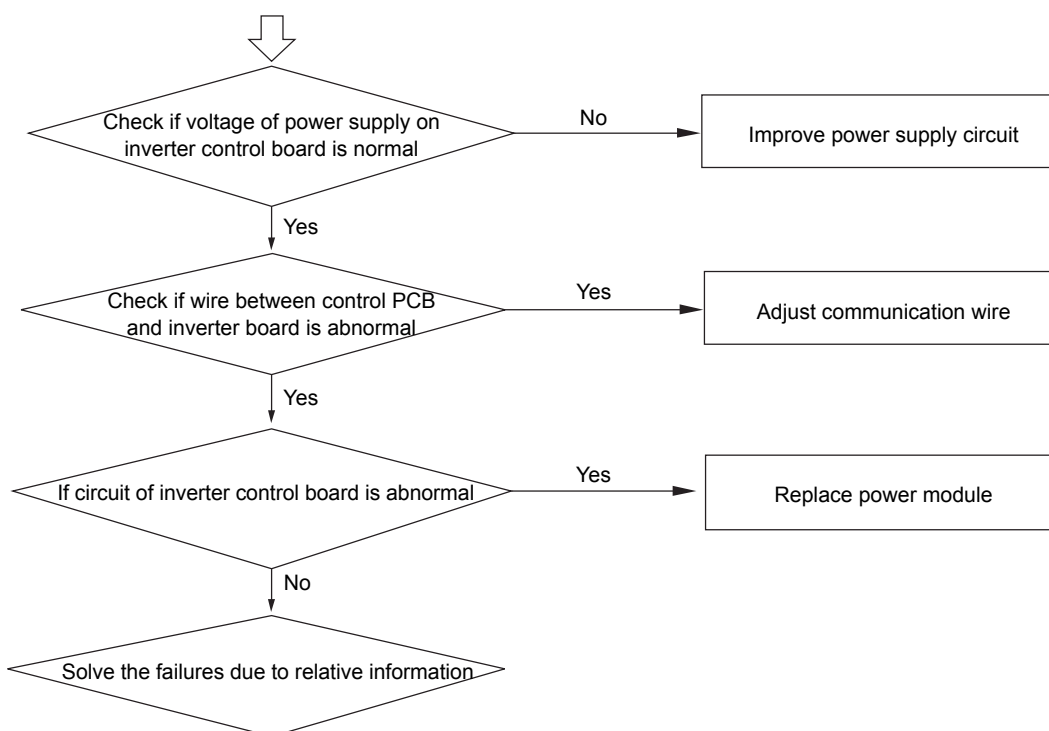 Check if voltage of power supply on
inverter control board is normal
No
Improve power supply circuit
Yes
Check if wire between control PCB
and inverter board is abnormal
Yes
Adjust communication wire
Yes
If circuit of inverter control board is abnormal
Yes
Replace power module
No
Solve the failures due to relative information